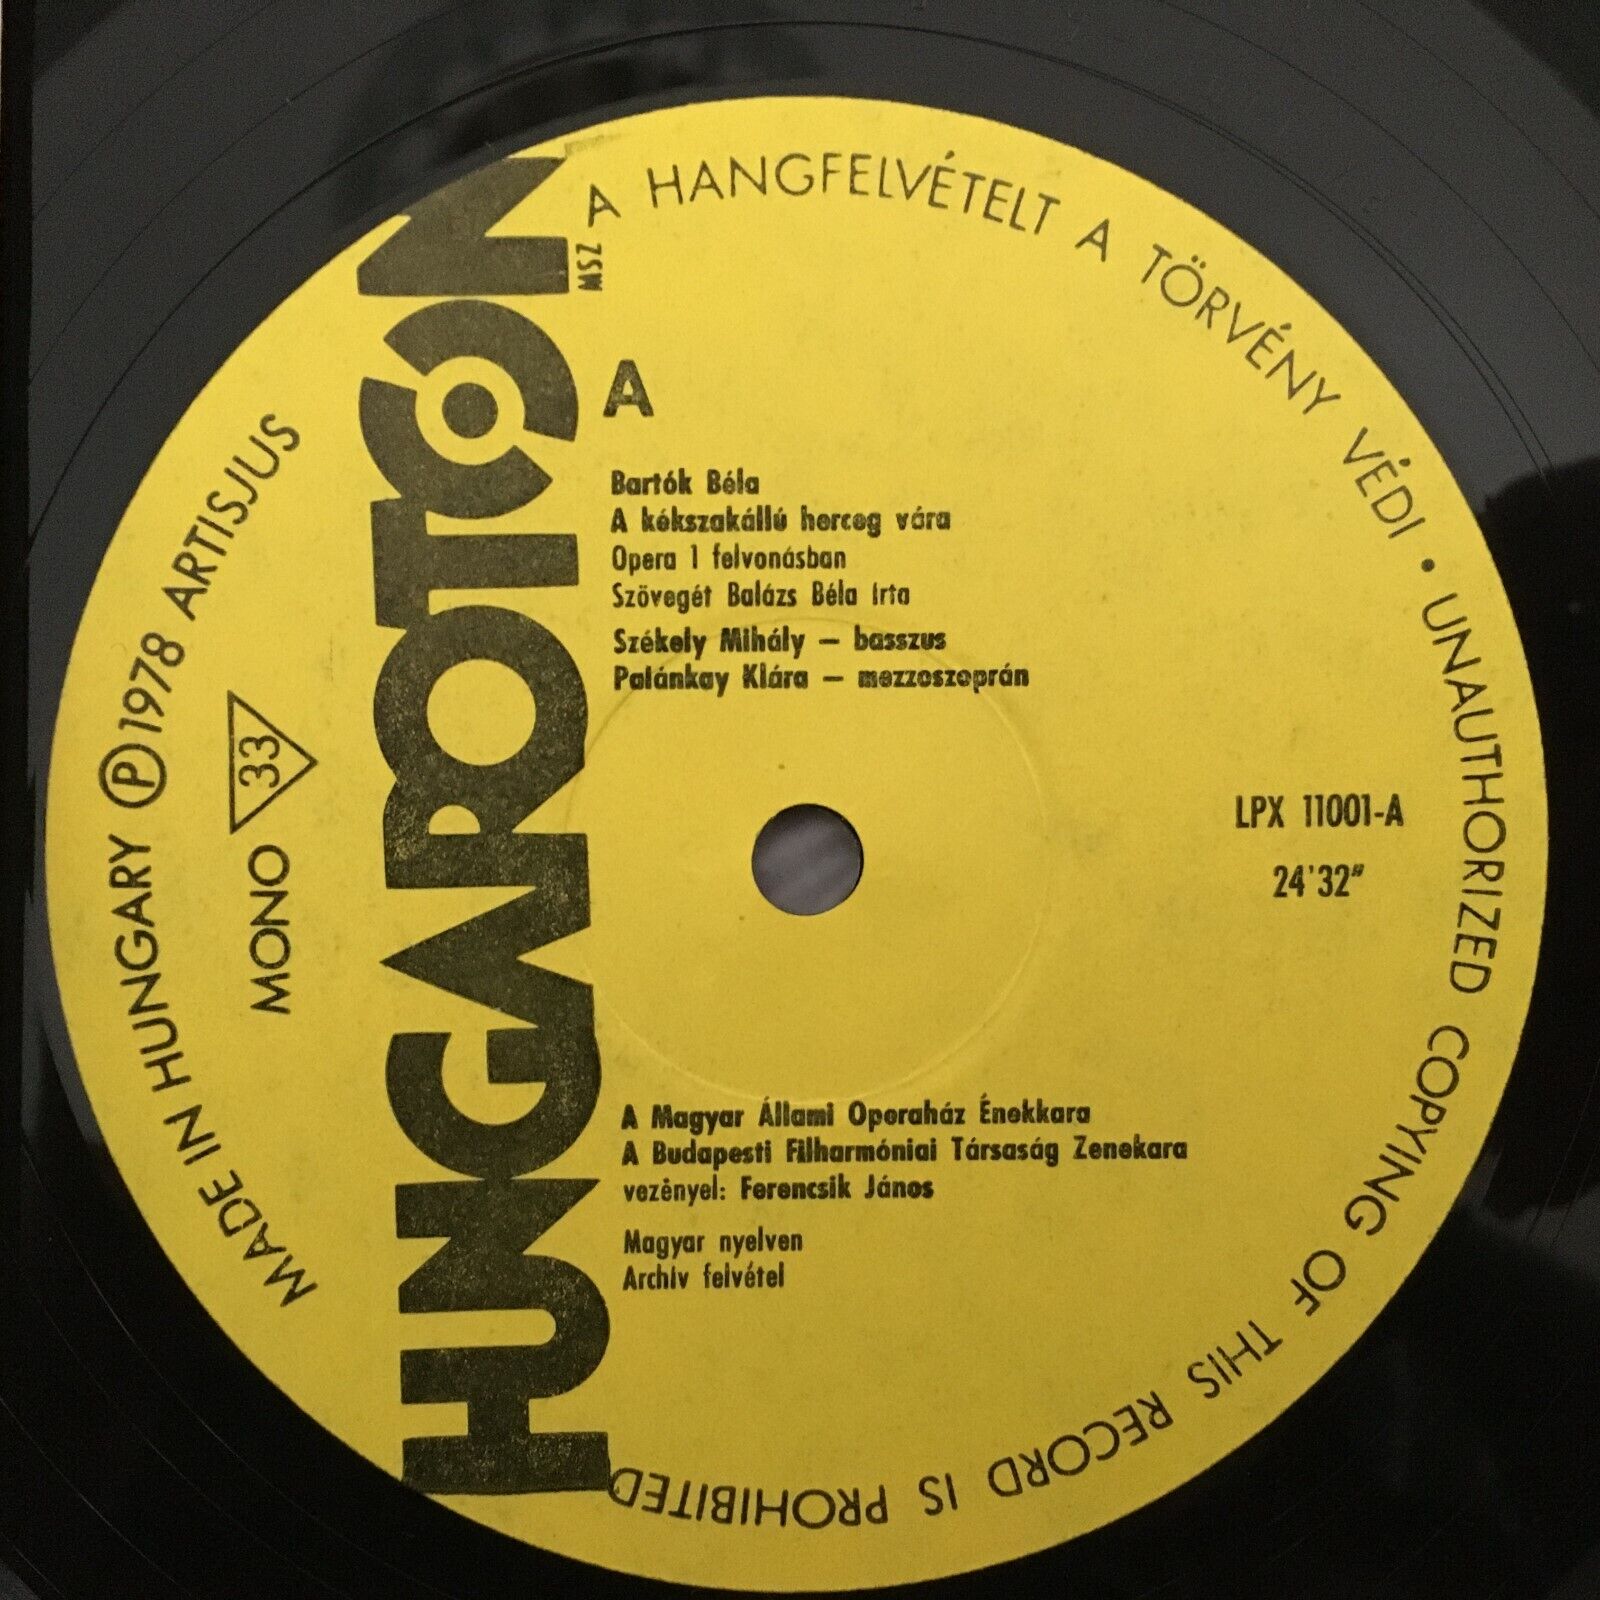 HUNGAROTON
MSZ
A HANGFELVÉTELT A TÖRVÉNY VÉDI • UNAUTHORIZED COPYING OF THIS RECORD IS PROHIBITED
MADE IN HUNGARY Ⓟ 1978 ARTISJUS
MONO
33
A
Bartók Béla
A kékszakállú herceg vára
Opera 1 felvonásban
Szövegét Balázs Béla írta
Székely Mihály – basszus
Palánkay Klára – mezzoszoprán
LPX 11001-A
24'32"
A Magyar Állami Operaház Énekkara
A Budapesti Filharmóniai Társaság Zenekara
vezényel: Ferencsik János
Magyar nyelven
Archív felvétel